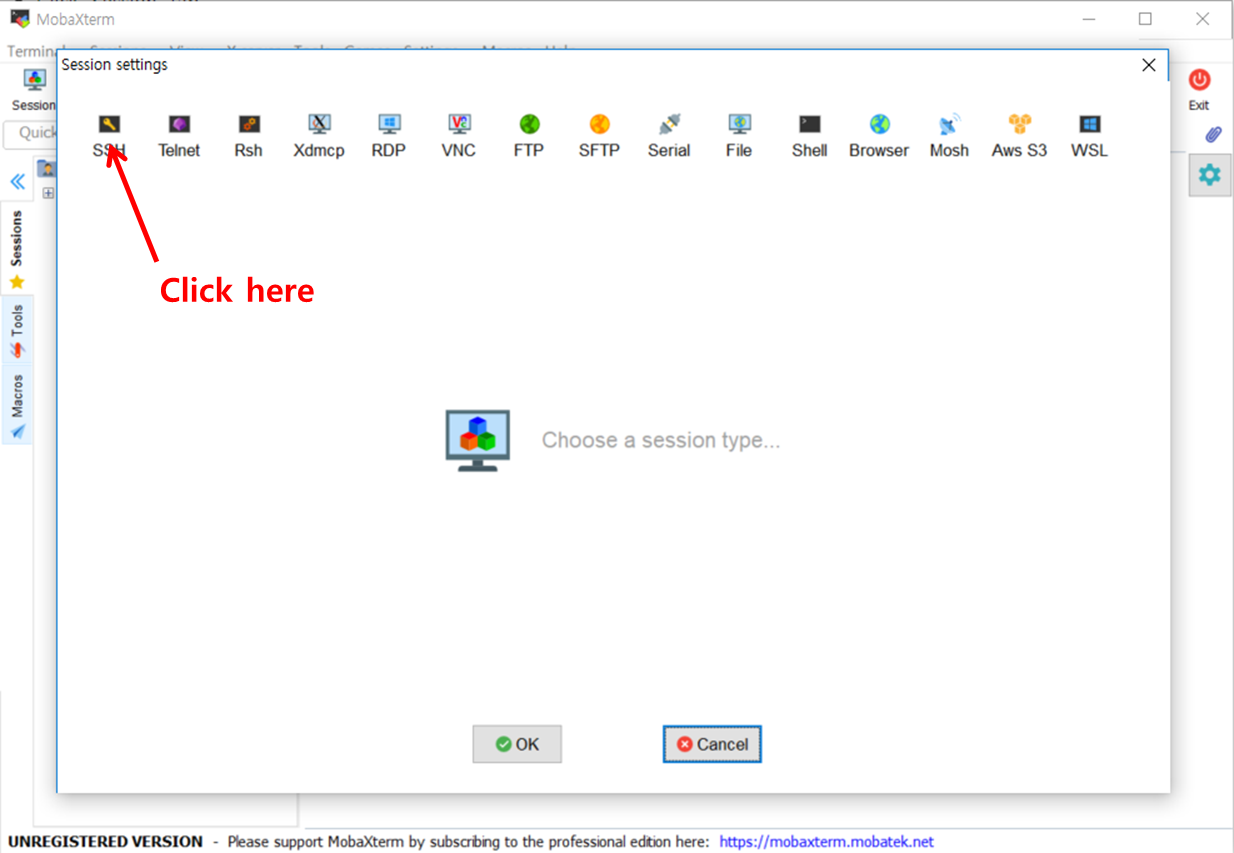 MobaXterm
Session settings
Session
Exit
Quick
SSH Telnet Rsh Xdmcp RDP VNC FTP SFTP Serial File Shell Browser Mosh Aws S3 WSL
Click here
Sessions
Tools
Macros
Choose a session type...
OK Cancel
UNREGISTERED VERSION - Please support MobaXterm by subscribing to the professional edition here: https://mobaxterm.mobatek.net